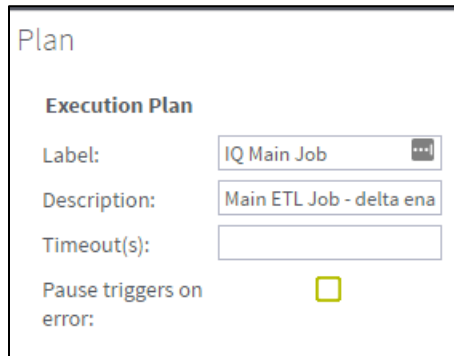 Plan
Execution Plan
Label: IQ Main Job
Description: Main ETL Job - delta ena
Timeout(s):
Pause triggers on
error: